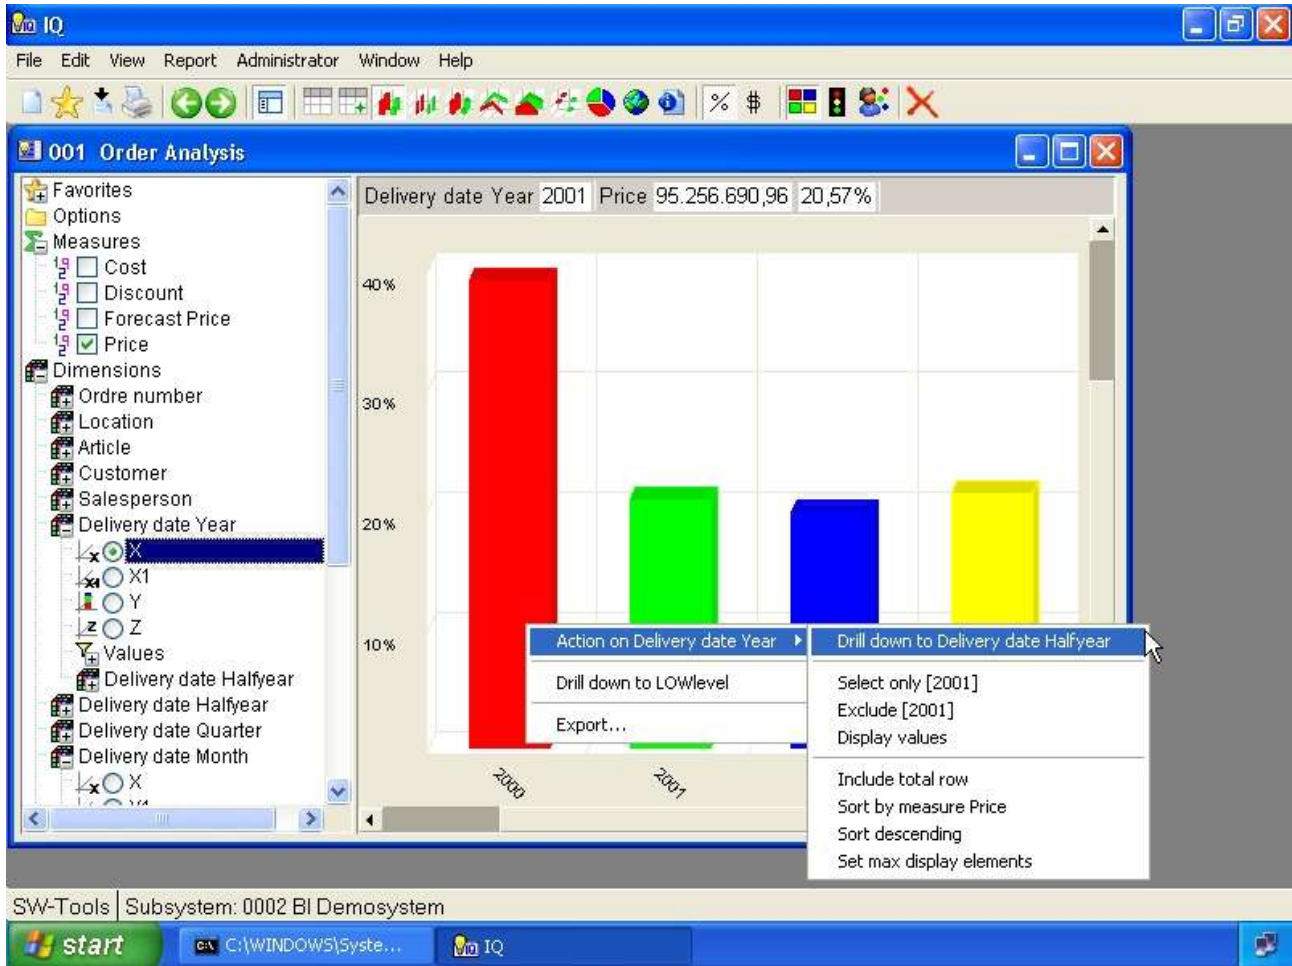 IQ
File Edit View Report Administrator Window Help
% $
001 Order Analysis
Favorites
Options
Measures
Cost
Discount
Forecast Price
Price
Dimensions
Ordre number
Location
Article
Customer
Salesperson
Delivery date Year
X
X1
Y
Z
Values
Delivery date Halfyear
Delivery date Halfyear
Delivery date Quarter
Delivery date Month
X
Delivery date Year 2001 Price 95.256.690,96 20,57%
40%
30%
20%
10%
2000
2001
Action on Delivery date Year
Drill down to LOWlevel
Export...
Drill down to Delivery date Halfyear
Select only [2001]
Exclude [2001]
Display values
Include total row
Sort by measure Price
Sort descending
Set max display elements
SW-Tools Subsystem: 0002 BI Demosystem
start C:\WINDOWS\Syste... IQ